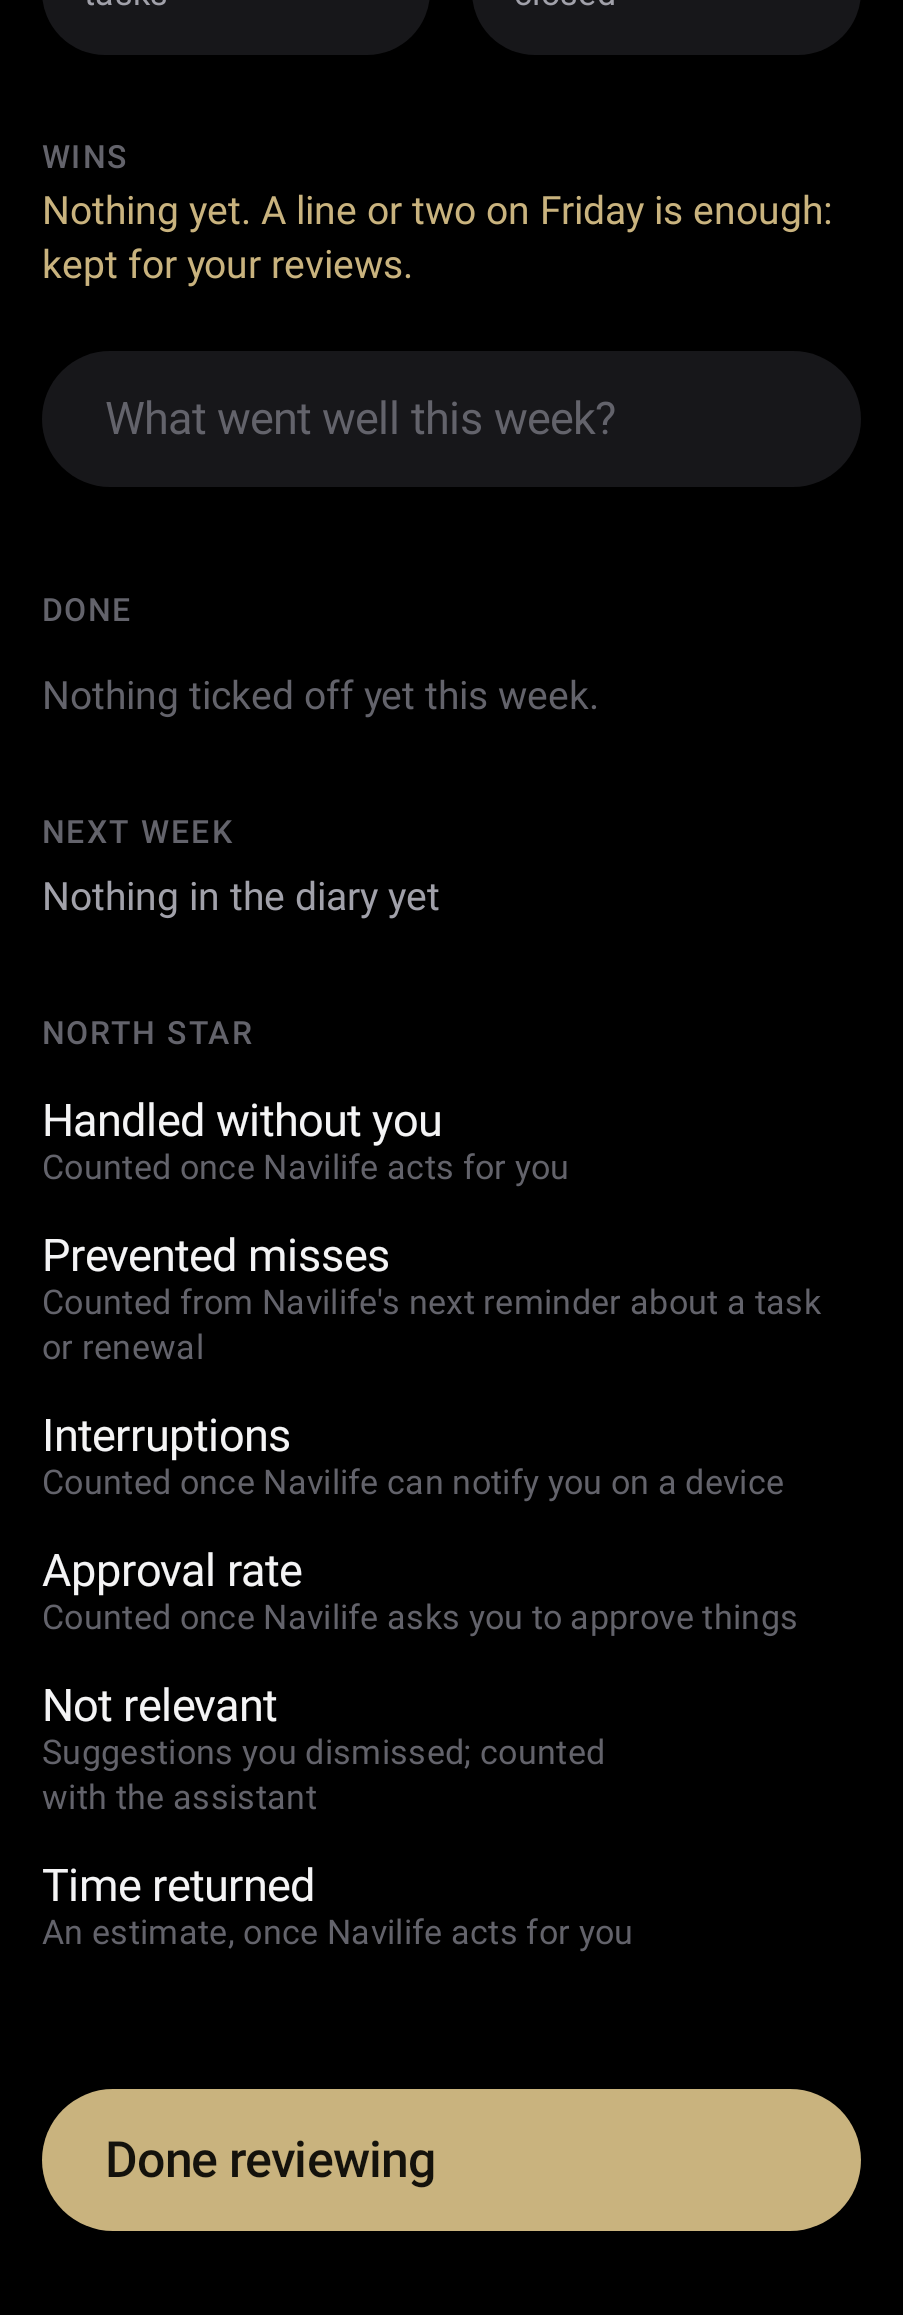 tasks
closed
WINS
Nothing yet. A line or two on Friday is enough:
kept for your reviews.
What went well this week?
DONE
Nothing ticked off yet this week.
NEXT WEEK
Nothing in the diary yet
NORTH STAR
Handled without you
Counted once Navilife acts for you
Prevented misses
Counted from Navilife's next reminder about a task
or renewal
Interruptions
Counted once Navilife can notify you on a device
Approval rate
Counted once Navilife asks you to approve things
Not relevant
Suggestions you dismissed; counted
with the assistant
Time returned
An estimate, once Navilife acts for you
Done reviewing